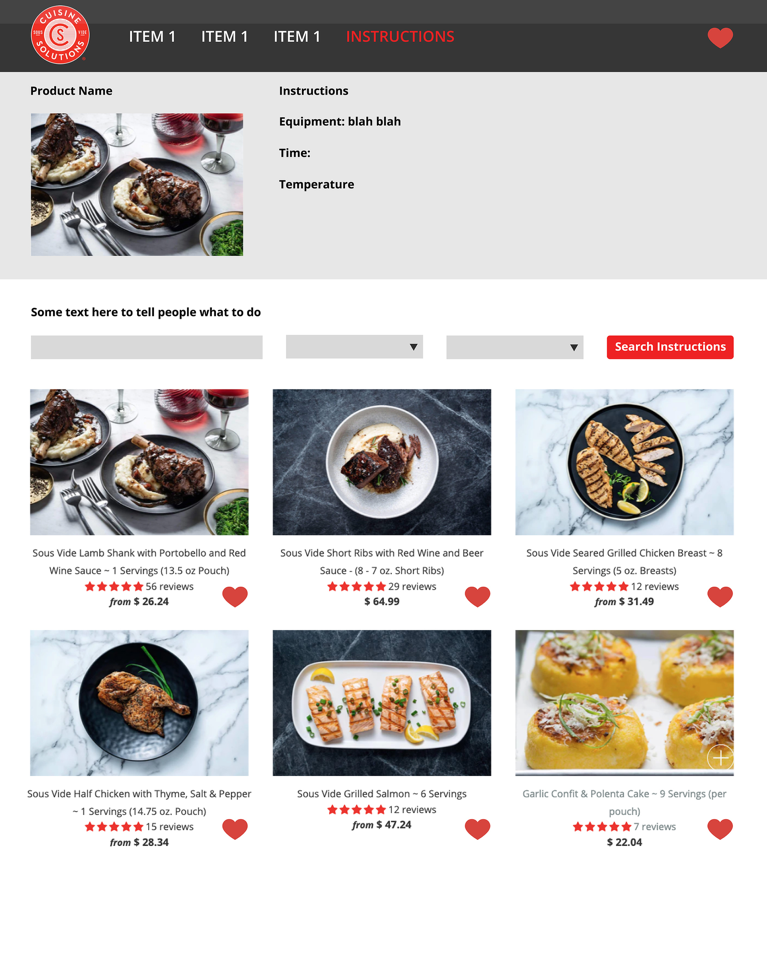 CUISINE
SOUS VIDE
SOLUTIONS
ITEM 1 ITEM 1 ITEM 1 INSTRUCTIONS
Product Name
Instructions
Equipment: blah blah
Time:
Temperature
Some text here to tell people what to do
Search Instructions
Sous Vide Lamb Shank with Portobello and Red
Wine Sauce ~ 1 Servings (13.5 oz Pouch)
56 reviews
from $ 26.24
Sous Vide Short Ribs with Red Wine and Beer
Sauce - (8 - 7 oz. Short Ribs)
29 reviews
$ 64.99
Sous Vide Seared Grilled Chicken Breast ~ 8
Servings (5 oz. Breasts)
12 reviews
from $ 31.49
Sous Vide Half Chicken with Thyme, Salt & Pepper
~ 1 Servings (14.75 oz. Pouch)
15 reviews
from $ 28.34
Sous Vide Grilled Salmon ~ 6 Servings
12 reviews
from $ 47.24
Garlic Confit & Polenta Cake ~ 9 Servings (per
pouch)
7 reviews
$ 22.04